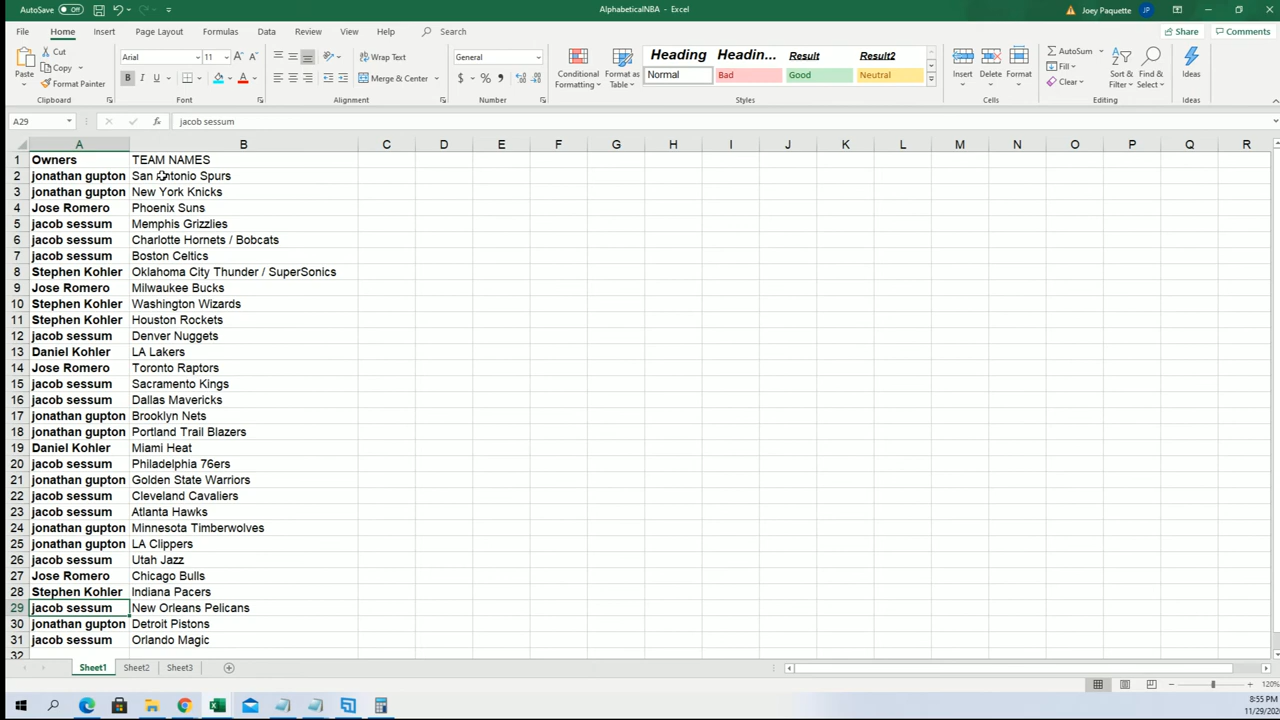 AutoSave Off AlphabeticalNBA - Excel Joey Paquette JP
File Home Insert Page Layout Formulas Data Review View Help Search Share Comments
Paste Cut Copy Format Painter Clipboard
Arial 11 B I U Font
Wrap Text Merge & Center Alignment
General $ % Number
Conditional Formatting Format as Table
Heading Headin... Result Result2
Normal Bad Good Neutral
Styles
Insert Delete Format Cells
AutoSum Fill Clear Sort & Filter Find & Select Editing
Ideas Ideas
A29 fx jacob sessum
A B C D E F G H I J K L M N O P Q R
1 Owners TEAM NAMES
2 jonathan gupton San Antonio Spurs
3 jonathan gupton New York Knicks
4 Jose Romero Phoenix Suns
5 jacob sessum Memphis Grizzlies
6 jacob sessum Charlotte Hornets / Bobcats
7 jacob sessum Boston Celtics
8 Stephen Kohler Oklahoma City Thunder / SuperSonics
9 Jose Romero Milwaukee Bucks
10 Stephen Kohler Washington Wizards
11 Stephen Kohler Houston Rockets
12 jacob sessum Denver Nuggets
13 Daniel Kohler LA Lakers
14 Jose Romero Toronto Raptors
15 jacob sessum Sacramento Kings
16 jacob sessum Dallas Mavericks
17 jonathan gupton Brooklyn Nets
18 jonathan gupton Portland Trail Blazers
19 Daniel Kohler Miami Heat
20 jacob sessum Philadelphia 76ers
21 jonathan gupton Golden State Warriors
22 jacob sessum Cleveland Cavaliers
23 jacob sessum Atlanta Hawks
24 jonathan gupton Minnesota Timberwolves
25 jonathan gupton LA Clippers
26 jacob sessum Utah Jazz
27 Jose Romero Chicago Bulls
28 Stephen Kohler Indiana Pacers
29 jacob sessum New Orleans Pelicans
30 jonathan gupton Detroit Pistons
31 jacob sessum Orlando Magic
32
Sheet1 Sheet2 Sheet3
120%
8:55 PM